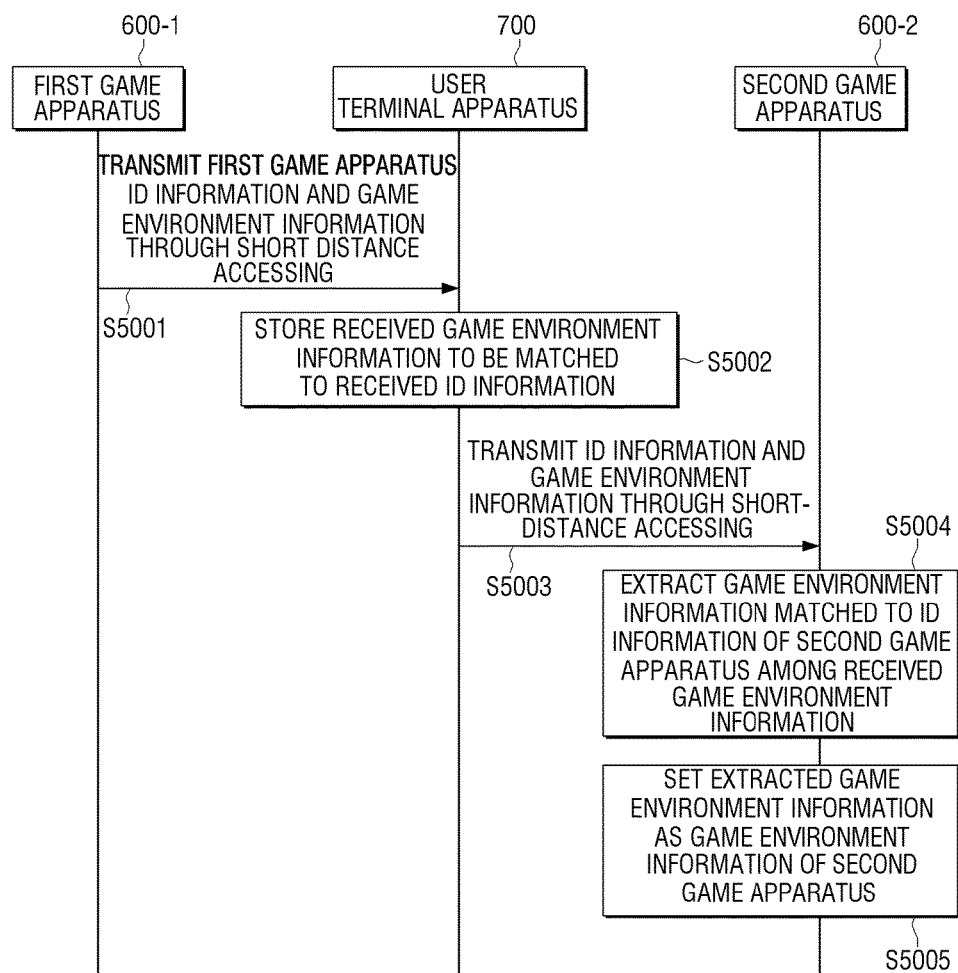 600-1
700
600-2
FIRST GAME
APPARATUS
USER
TERMINAL APPARATUS
SECOND GAME
APPARATUS
TRANSMIT FIRST GAME APPARATUS
ID INFORMATION AND GAME
ENVIRONMENT INFORMATION
THROUGH SHORT DISTANCE
ACCESSING
S5001
STORE RECEIVED GAME ENVIRONMENT
INFORMATION TO BE MATCHED
TO RECEIVED ID INFORMATION
S5002
TRANSMIT ID INFORMATION AND
GAME ENVIRONMENT
INFORMATION THROUGH SHORT-
DISTANCE ACCESSING
S5003
S5004
EXTRACT GAME ENVIRONMENT
INFORMATION MATCHED TO ID
INFORMATION OF SECOND GAME
APPARATUS AMONG RECEIVED
GAME ENVIRONMENT
INFORMATION
SET EXTRACTED GAME
ENVIRONMENT INFORMATION
AS GAME ENVIRONMENT
INFORMATION OF SECOND
GAME APPARATUS
S5005